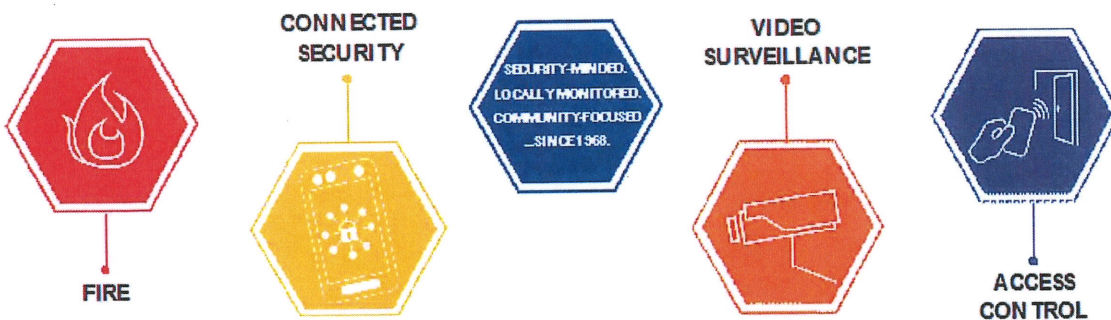 FIRE
CONNECTED
SECURITY
SECURITY-MINDED.
LOCALLY MONITORED.
COMMUNITY-FOCUSED
...SINCE 1968.
VIDEO
SURVEILLANCE
ACCESS
CONTROL